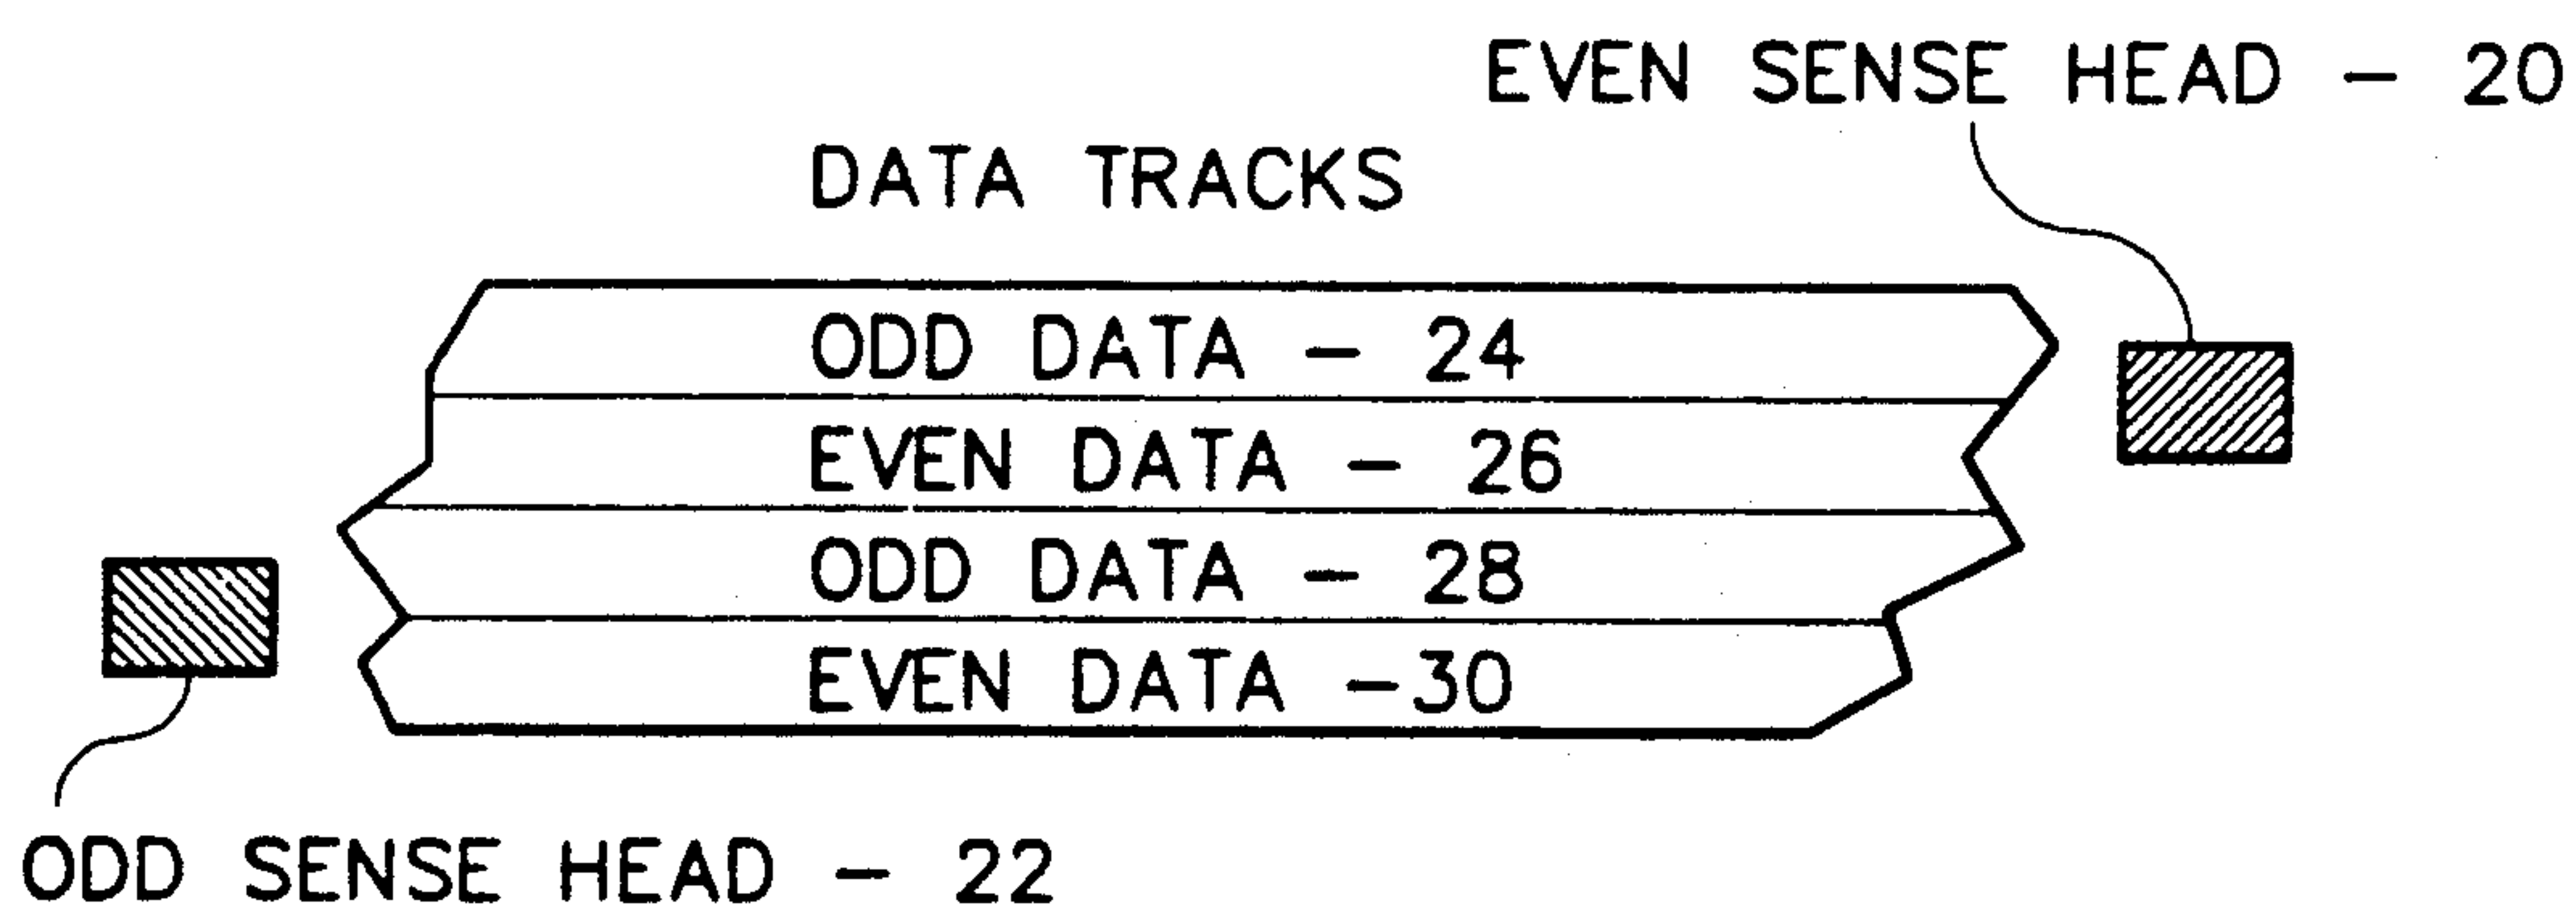 EVEN SENSE HEAD - 20
DATA TRACKS
ODD DATA - 24
EVEN DATA - 26
ODD DATA - 28
EVEN DATA -30
ODD SENSE HEAD - 22